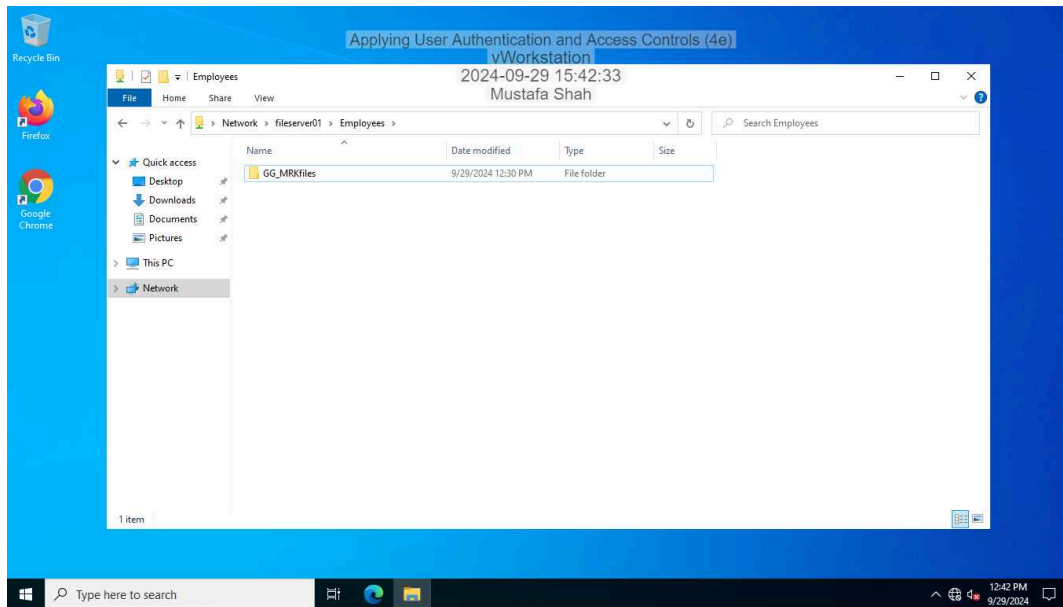 Recycle Bin
Firefox
Google
Chrome
Applying User Authentication and Access Controls (4e)
vWorkstation
2024-09-29 15:42:33
Mustafa Shah
Employees
File Home Share View
Network › fileserver01 › Employees ›
Search Employees
Quick access
Desktop
Downloads
Documents
Pictures
This PC
Network
Name Date modified Type Size
GG_MRKfiles 9/29/2024 12:30 PM File folder
1 item
Type here to search
12:42 PM
9/29/2024